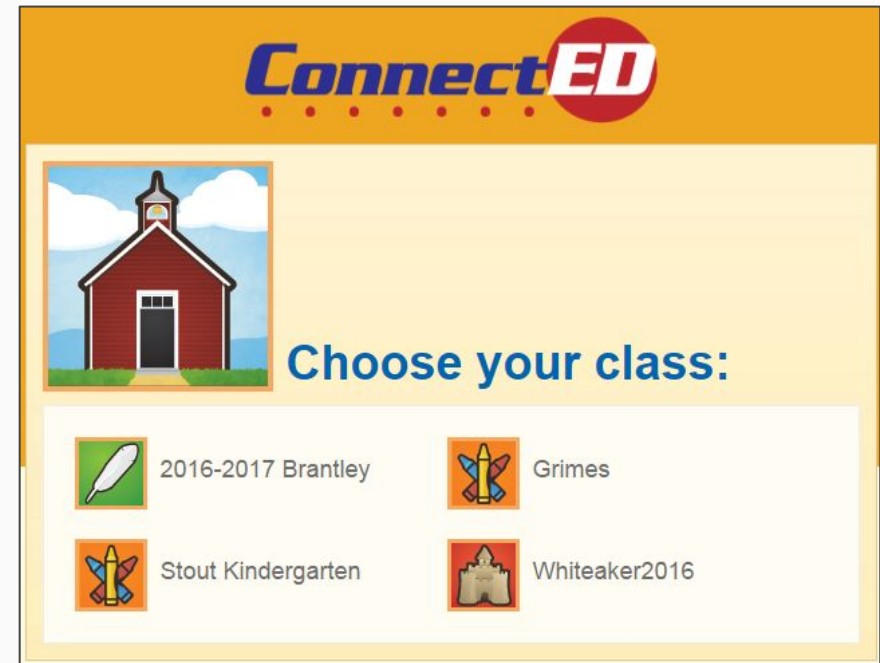 ConnectED
Choose your class:
2016-2017 Brantley
Grimes
Stout Kindergarten
Whiteaker2016